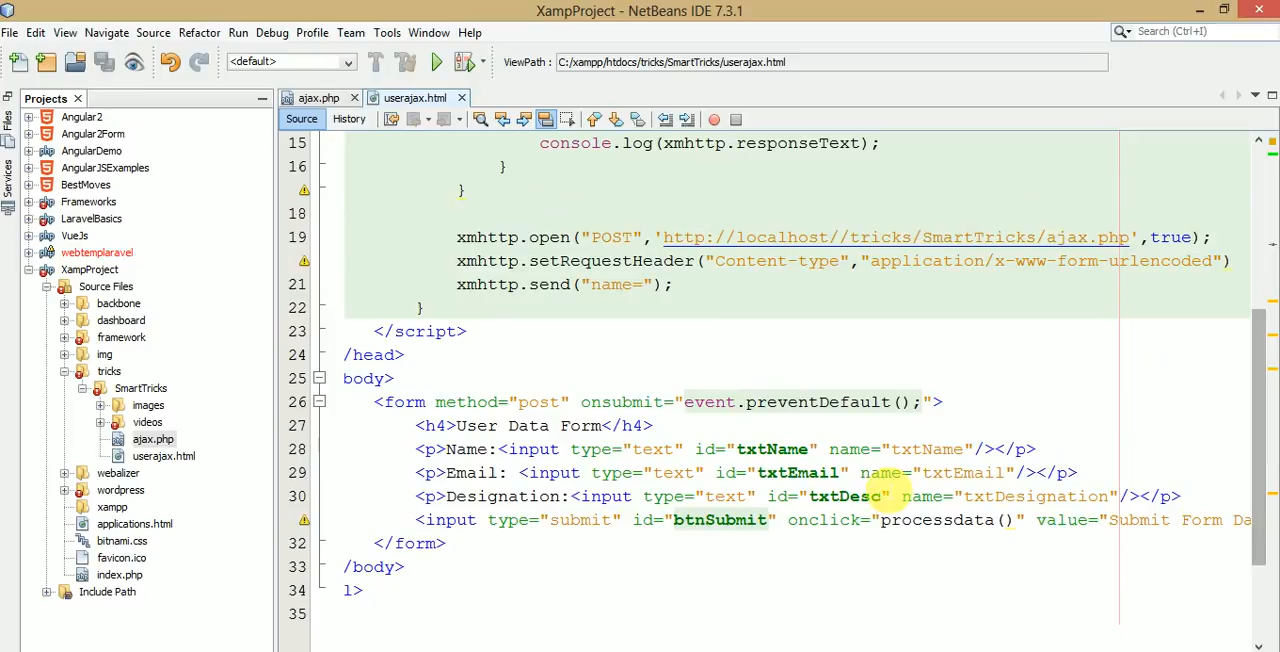 XampProject - NetBeans IDE 7.3.1
File Edit View Navigate Source Refactor Run Debug Profile Team Tools Window Help
Search (Ctrl+I)
<default>
ViewPath : C:/xampp/htdocs/tricks/SmartTricks/userajax.html
Projects
ajax.php
userajax.html
Source History
Files
Services
Angular2
Angular2Form
AngularDemo
AngularJSExamples
BestMoves
Frameworks
LaravelBasics
VueJs
webtemplaravel
XampProject
Source Files
backbone
dashboard
framework
img
tricks
SmartTricks
images
videos
ajax.php
userajax.html
webalizer
wordpress
xampp
applications.html
bitnami.css
favicon.ico
index.php
Include Path
15 console.log(xmhttp.responseText);
16 }
}
18
19 xmhttp.open("POST",'http://localhost//tricks/SmartTricks/ajax.php',true);
xmhttp.setRequestHeader("Content-type","application/x-www-form-urlencoded")
21 xmhttp.send("name=");
22 }
23 </script>
24 /head>
25 body>
26 <form method="post" onsubmit="event.preventDefault();">
27 <h4>User Data Form</h4>
28 <p>Name:<input type="text" id="txtName" name="txtName"/></p>
29 <p>Email: <input type="text" id="txtEmail" name="txtEmail"/></p>
30 <p>Designation:<input type="text" id="txtDesc" name="txtDesignation"/></p>
<input type="submit" id="btnSubmit" onclick="processdata()" value="Submit Form Da
32 </form>
33 /body>
34 l>
35